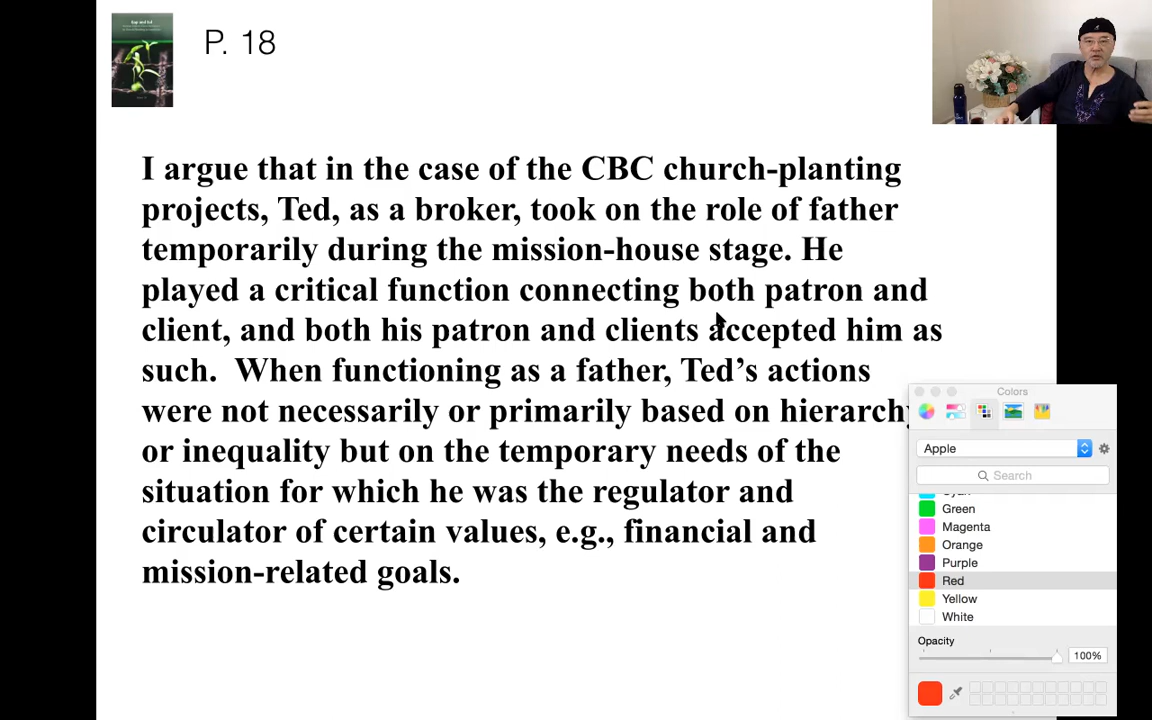 P. 18
I argue that in the case of the CBC church-planting
projects, Ted, as a broker, took on the role of father
temporarily during the mission-house stage. He
played a critical function connecting both patron and
client, and both his patron and clients accepted him as
such.  When functioning as a father, Ted’s actions
were not necessarily or primarily based on hierarchy
or inequality but on the temporary needs of the
situation for which he was the regulator and
circulator of certain values, e.g., financial and
mission-related goals.
Colors
Apple
Search
Cyan
Green
Magenta
Orange
Purple
Red
Yellow
White
Opacity
100%